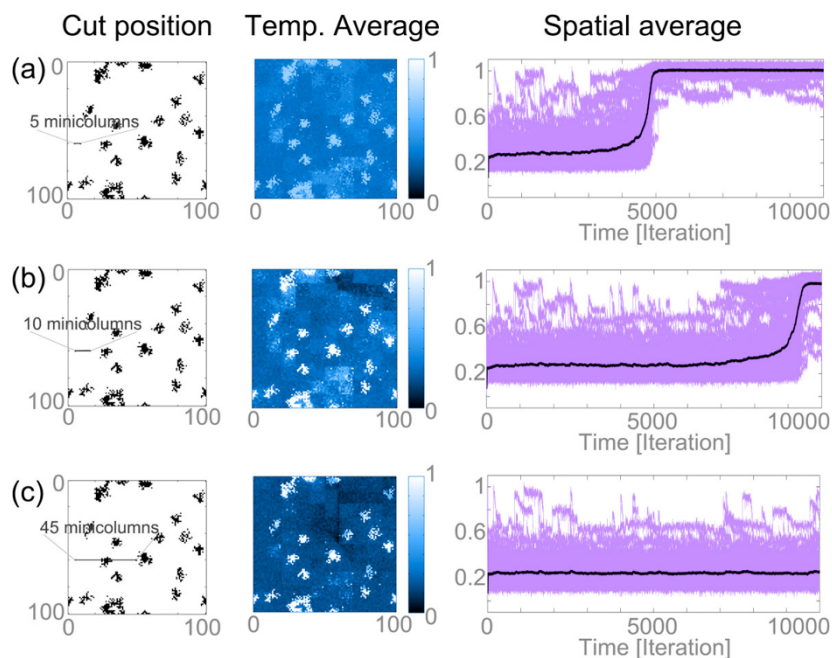 Cut position Temp. Average Spatial average
(a)
0
5 minicolumns
100
0 100
1
0
0 100
1
0.6
0.2
0 5000 10000
Time [Iteration]
(b)
0
10 minicolumns
100
0 100
1
0
0 100
1
0.6
0.2
0 5000 10000
Time [Iteration]
(c)
0
45 minicolumns
100
0 100
1
0
0 100
1
0.6
0.2
0 5000 10000
Time [Iteration]